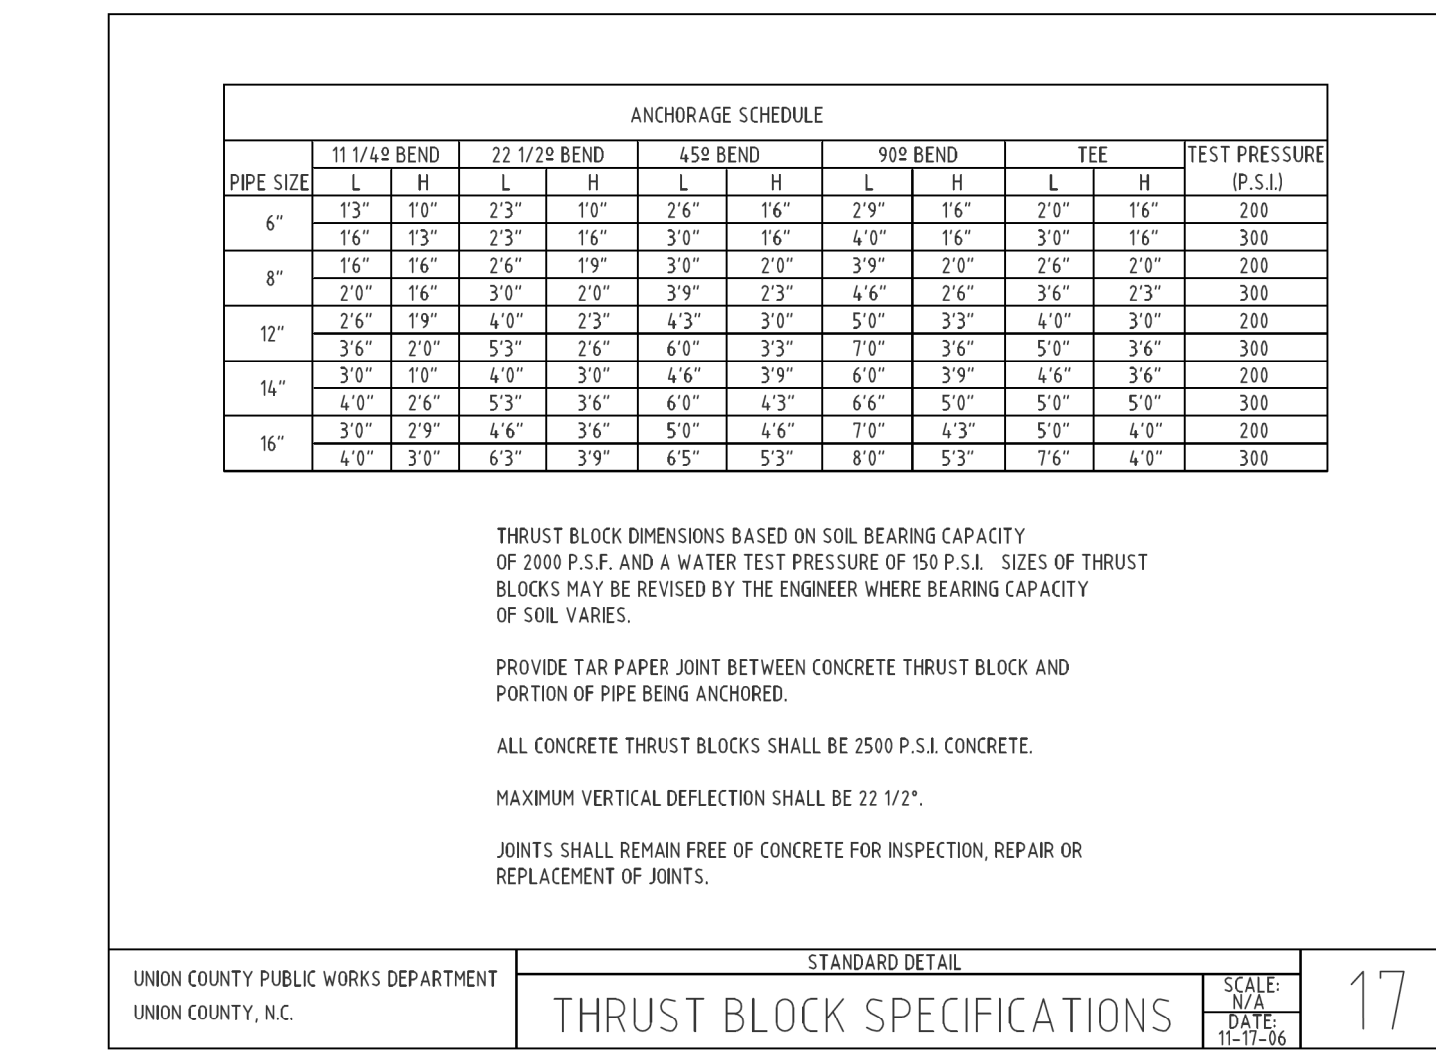 ANCHORAGE SCHEDULE
11 1/4º BEND 22 1/2º BEND 45º BEND 90º BEND TEE TEST PRESSURE
PIPE SIZE L H L H L H L H L H (P.S.I.)
6" 1'3" 1'0" 2'3" 1'0" 2'6" 1'6" 2'9" 1'6" 2'0" 1'6" 200
1'6" 1'3" 2'3" 1'6" 3'0" 1'6" 4'0" 1'6" 3'0" 1'6" 300
8" 1'6" 1'6" 2'6" 1'9" 3'0" 2'0" 3'9" 2'0" 2'6" 2'0" 200
2'0" 1'6" 3'0" 2'0" 3'9" 2'3" 4'6" 2'6" 3'6" 2'3" 300
12" 2'6" 1'9" 4'0" 2'3" 4'3" 3'0" 5'0" 3'3" 4'0" 3'0" 200
3'6" 2'0" 5'3" 2'6" 6'0" 3'3" 7'0" 3'6" 5'0" 3'6" 300
14" 3'0" 1'0" 4'0" 3'0" 4'6" 3'9" 6'0" 3'9" 4'6" 3'6" 200
4'0" 2'6" 5'3" 3'6" 6'0" 4'3" 6'6" 5'0" 5'0" 5'0" 300
16" 3'0" 2'9" 4'6" 3'6" 5'0" 4'6" 7'0" 4'3" 5'0" 4'0" 200
4'0" 3'0" 6'3" 3'9" 6'5" 5'3" 8'0" 5'3" 7'6" 4'0" 300
THRUST BLOCK DIMENSIONS BASED ON SOIL BEARING CAPACITY
OF 2000 P.S.F. AND A WATER TEST PRESSURE OF 150 P.S.I. SIZES OF THRUST
BLOCKS MAY BE REVISED BY THE ENGINEER WHERE BEARING CAPACITY
OF SOIL VARIES.
PROVIDE TAR PAPER JOINT BETWEEN CONCRETE THRUST BLOCK AND
PORTION OF PIPE BEING ANCHORED.
ALL CONCRETE THRUST BLOCKS SHALL BE 2500 P.S.I. CONCRETE.
MAXIMUM VERTICAL DEFLECTION SHALL BE 22 1/2°.
JOINTS SHALL REMAIN FREE OF CONCRETE FOR INSPECTION, REPAIR OR
REPLACEMENT OF JOINTS.
UNION COUNTY PUBLIC WORKS DEPARTMENT
UNION COUNTY, N.C.
STANDARD DETAIL
THRUST BLOCK SPECIFICATIONS
SCALE:
N/A
DATE:
11-17-06
17